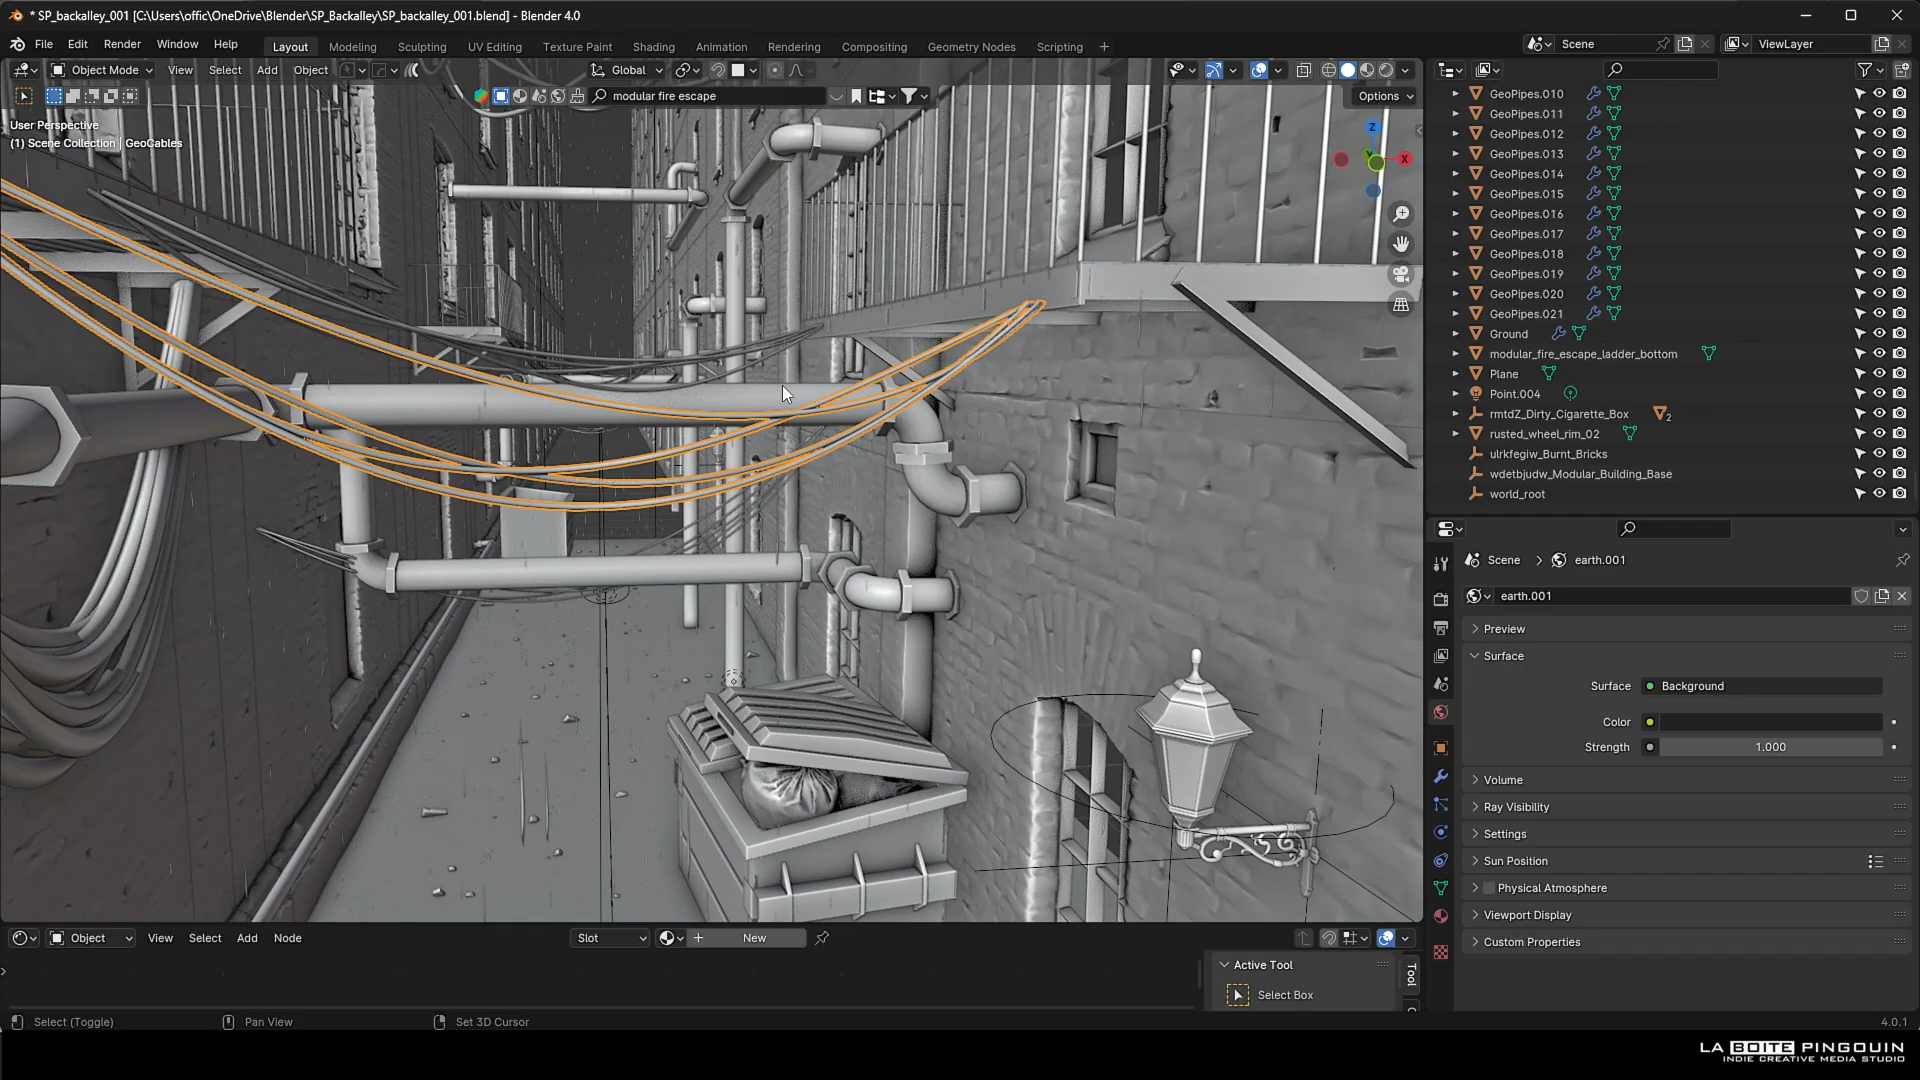 * SP_backalley_001 [C:\Users\offic\OneDrive\Blender\SP_Backalley\SP_backalley_001.blend] - Blender 4.0
File Edit Render Window Help
Layout Modeling Sculpting UV Editing Texture Paint Shading Animation Rendering Compositing Geometry Nodes Scripting +
Scene
ViewLayer
Object Mode View Select Add Object
Global
modular fire escape
Options
User Perspective
(1) Scene Collection | GeoCables
Z
X
GeoPipes.010
GeoPipes.011
GeoPipes.012
GeoPipes.013
GeoPipes.014
GeoPipes.015
GeoPipes.016
GeoPipes.017
GeoPipes.018
GeoPipes.019
GeoPipes.020
GeoPipes.021
Ground
modular_fire_escape_ladder_bottom
Plane
Point.004
rmtdZ_Dirty_Cigarette_Box 2
rusted_wheel_rim_02
ulrkfegiw_Burnt_Bricks
wdetbjudw_Modular_Building_Base
world_root
Scene > earth.001
earth.001
Preview
Surface
Surface Background
Color
Strength 1.000
Volume
Ray Visibility
Settings
Sun Position
Physical Atmosphere
Viewport Display
Custom Properties
Object View Select Add Node
Slot
+ New
Active Tool
Select Box
Tool
Select (Toggle)
Pan View
Set 3D Cursor
4.0.1
LA BOITE PINGOUIN
INDIE CREATIVE MEDIA STUDIO